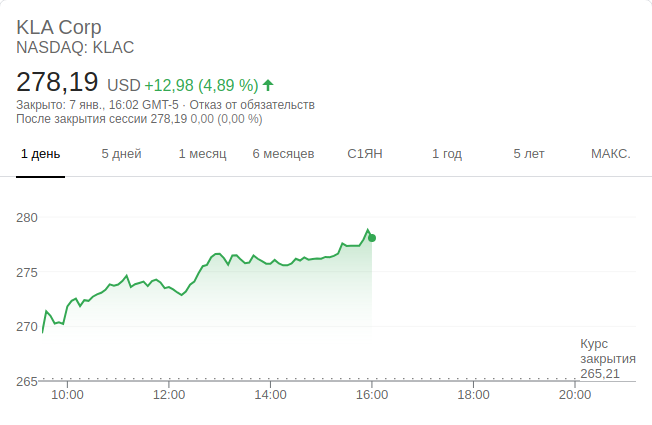 KLA Corp
NASDAQ: KLAC
278,19 USD +12,98 (4,89 %)
Закрыто: 7 янв., 16:02 GMT-5 · Отказ от обязательств
После закрытия сессии 278,19 0,00 (0,00 %)
1 день 5 дней 1 месяц 6 месяцев С1ЯН 1 год 5 лет МАКС.
280
275
270
265
Курс
закрытия
265,21
10:00 12:00 14:00 16:00 18:00 20:00